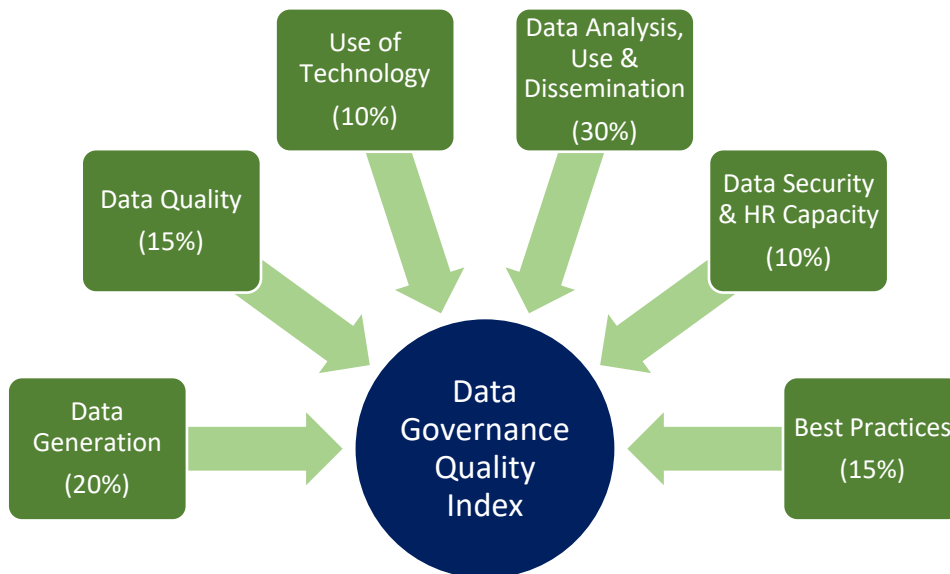 Use of
Technology
(10%)
Data Analysis,
Use &
Dissemination
(30%)
Data Quality
(15%)
Data Security
& HR Capacity
(10%)
Data
Generation
(20%)
Data
Governance
Quality
Index
Best Practices
(15%)